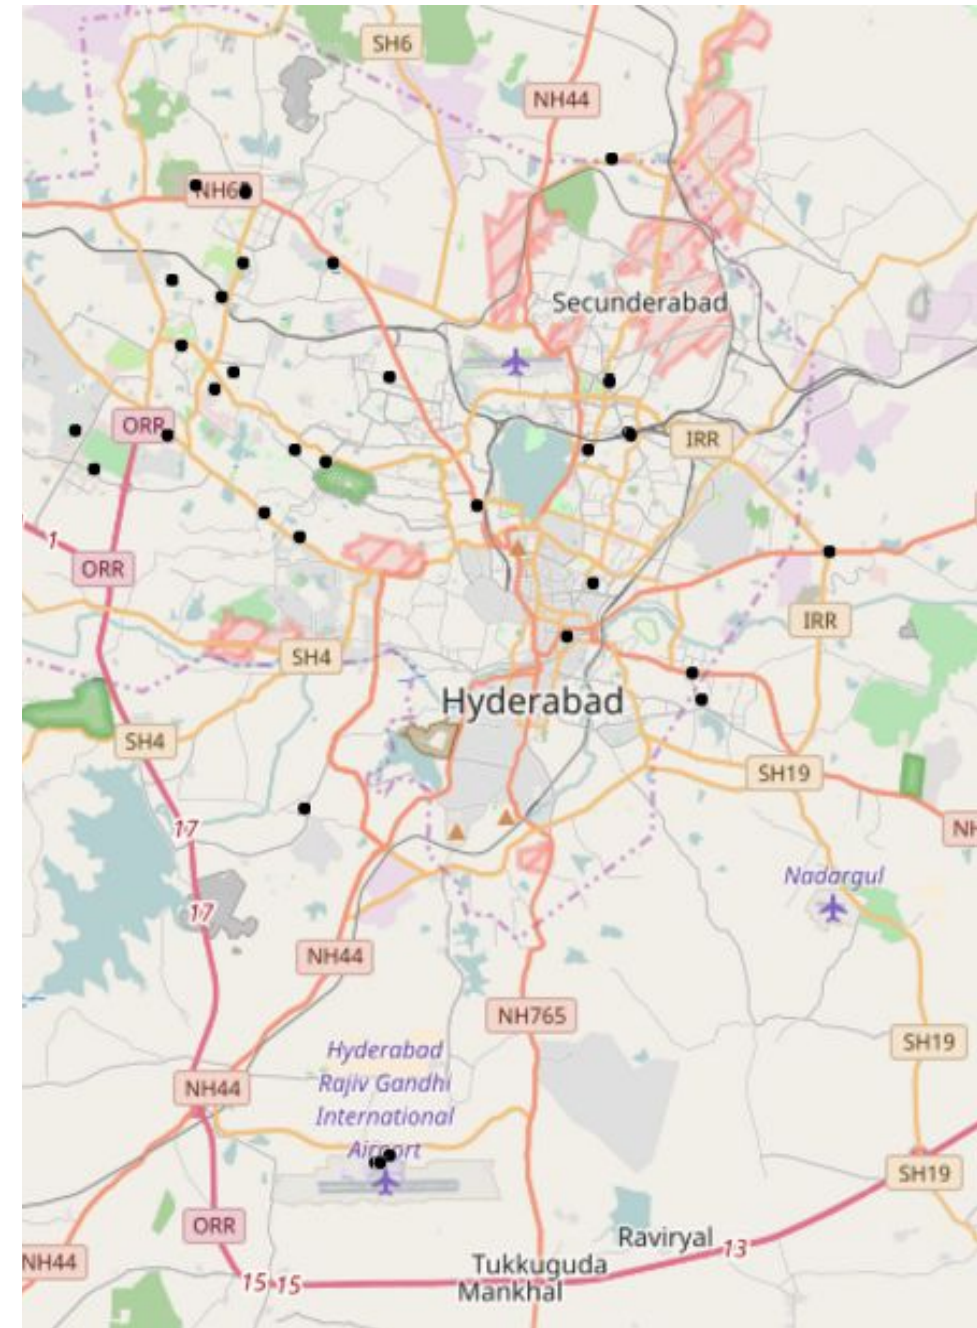 SH6
NH44
NH65
Secunderabad
ORR
IRR
1
ORR
IRR
SH4
Hyderabad
SH4
SH19
17
NH
Nadargul
17
NH44
NH765
SH19
Hyderabad
Rajiv Gandhi
International
Airport
NH44
SH19
ORR
Raviryal
13
NH44
Tukkuguda
15 15
Mankhal